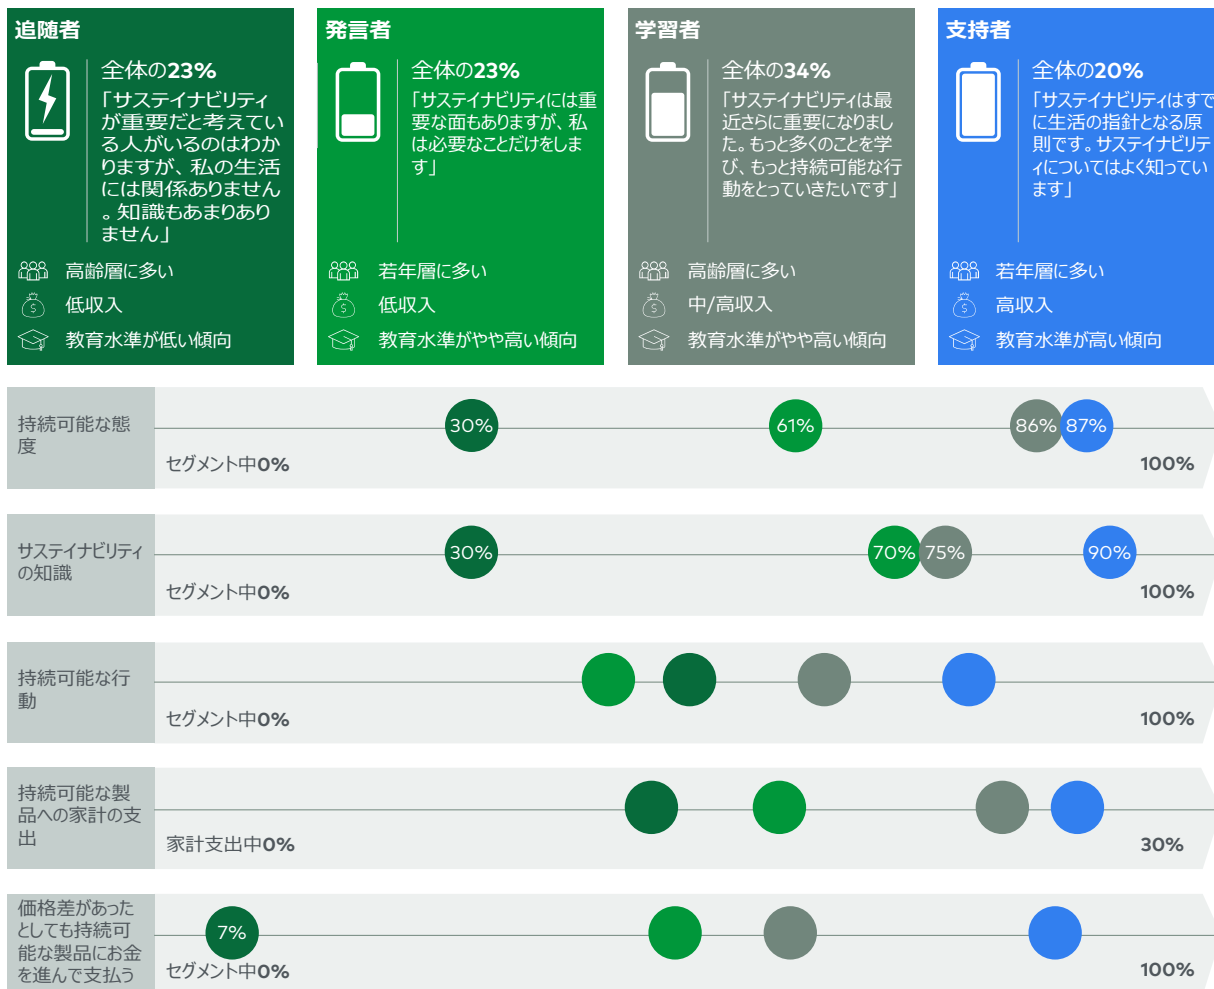 追随者
全体の23%
「サステイナビリティ
が重要だと考えてい
る人がいるのはわか
りますが、私の生活
には関係ありません
。知識もあまりあり
ません」
高齢層に多い
低収入
教育水準が低い傾向
発言者
全体の23%
「サステイナビリティには重
要な面もありますが、私
は必要なことだけをしま
す」
若年層に多い
低収入
教育水準がやや高い傾向
学習者
全体の34%
「サステイナビリティは最
近さらに重要になりまし
た。もっと多くのことを学
び、もっと持続可能な行
動をとっていきたいです」
高齢層に多い
中/高収入
教育水準がやや高い傾向
支持者
全体の20%
「サステイナビリティはすで
に生活の指針となる原
則です。サステイナビリテ
ィについてはよく知ってい
ます」
若年層に多い
高収入
教育水準が高い傾向
持続可能な態
度
30%
61%
86%
87%
セグメント中0%
100%
サステイナビリティ
の知識
30%
70%
75%
90%
セグメント中0%
100%
持続可能な行
動
セグメント中0%
100%
持続可能な製
品への家計の支
出
家計支出中0%
30%
価格差があった
としても持続可
能な製品にお金
を進んで支払う
7%
セグメント中0%
100%